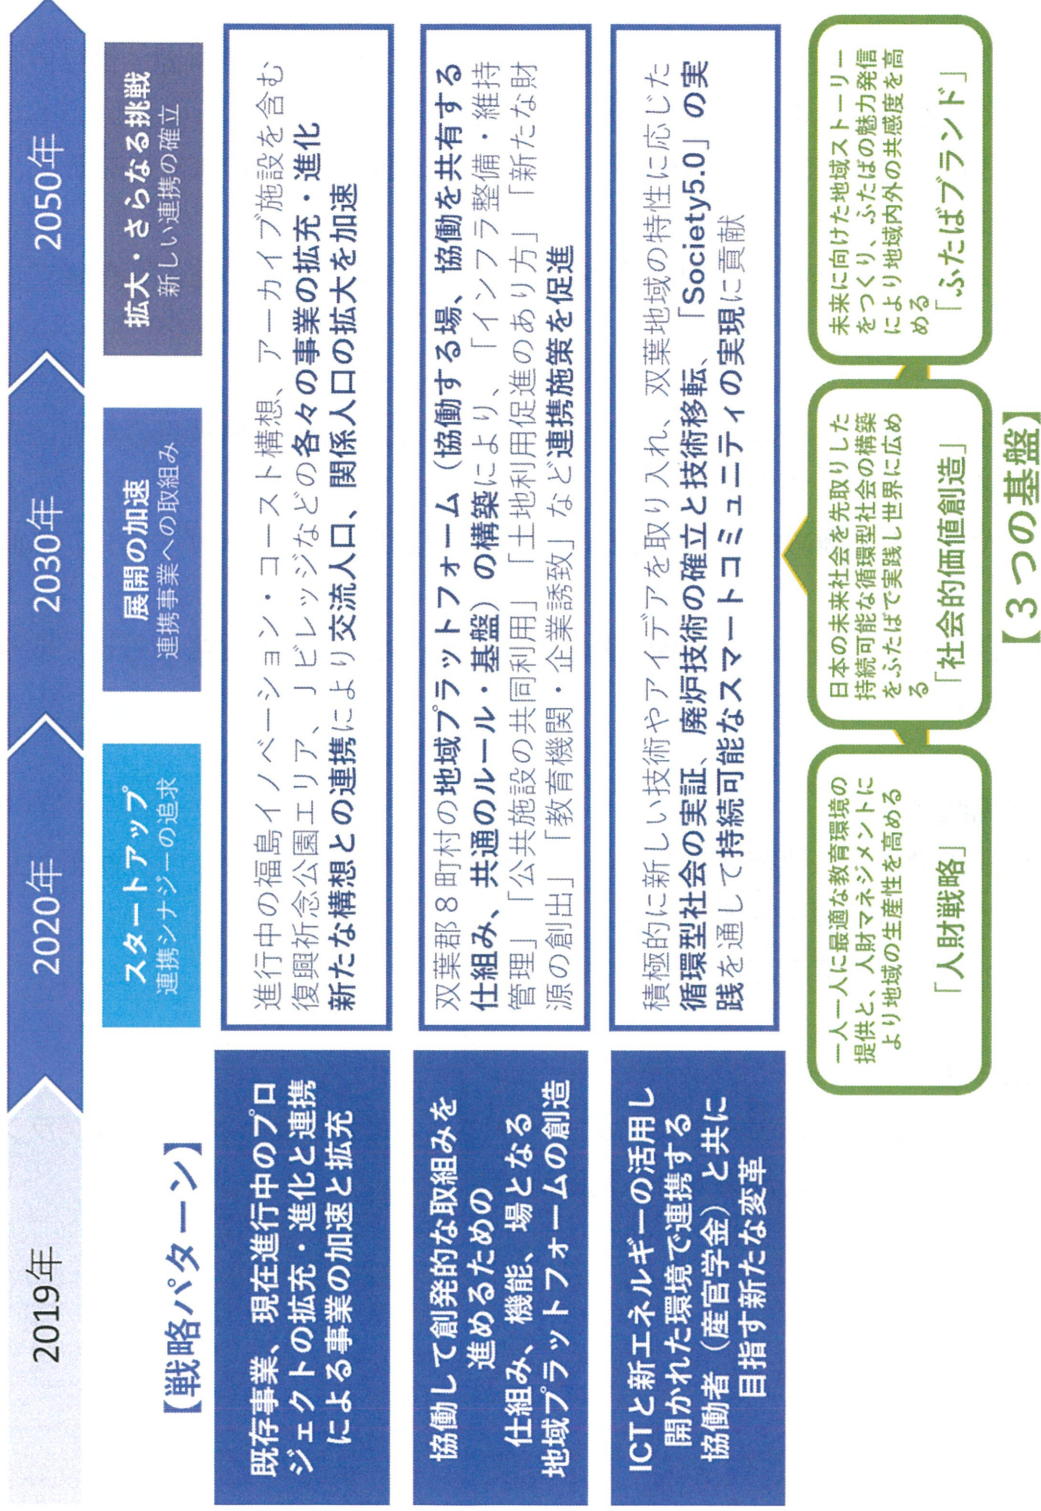 2019年
2020年
2030年
2050年
【戦略パターン】
スタートアップ
連携シナジーの追求
展開の加速
連携事業への取組み
拡大・さらなる挑戦
新しい連携の確立
既存事業、現在進行中のプロ
ジェクトの拡充・進化と連携
による事業の加速と拡充
進行中の福島イノベーション・コースト構想、アーカイブ施設を含む
復興祈念公園エリア、Jビレッジなどの各々の事業の拡充・進化
新たな構想との連携により交流人口、関係人口の拡大を加速
協働して創発的な取組みを
進めるための
仕組み、機能、場となる
地域プラットフォームの創造
双葉郡８町村の地域プラットフォーム（協働する場、協働を共有する
仕組み、共通のルール・基盤）の構築により、「インフラ整備・維持
管理」「公共施設の共同利用」「土地利用促進のあり方」「新たな財
源の創出」「教育機関・企業誘致」など連携施策を促進
ICTと新エネルギーの活用し
開かれた環境で連携する
協働者（産官学金）と共に
目指す新たな変革
積極的に新しい技術やアイデアを取り入れ、双葉地域の特性に応じた
循環型社会の実証、廃炉技術の確立と技術移転、「Society5.0」の実
践を通して持続可能なスマートコミュニティの実現に貢献
一人一人に最適な教育環境の
提供と、人財マネジメントに
より地域の生産性を高める
「人財戦略」
日本の未来社会を先取りした
持続可能な循環型社会の構築
をふたばで実践し世界に広め
る
「社会的価値創造」
未来に向けた地域ストーリー
をつくり、ふたばの魅力発信
により地域内外の共感度を高
める
「ふたばブランド」
【３つの基盤】